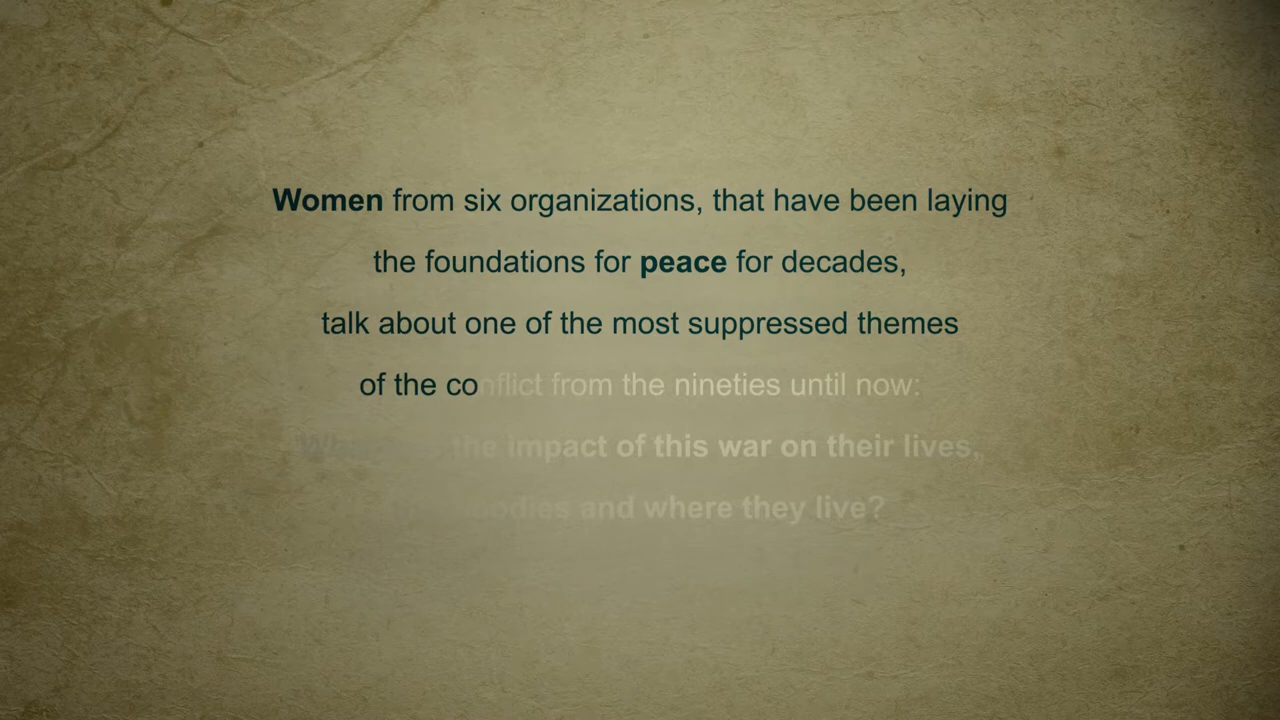 Women from six organizations, that have been laying
the foundations for peace for decades,
talk about one of the most suppressed themes
of the conflict from the nineties until now:
the impact of this war on their lives,
bodies and where they live?